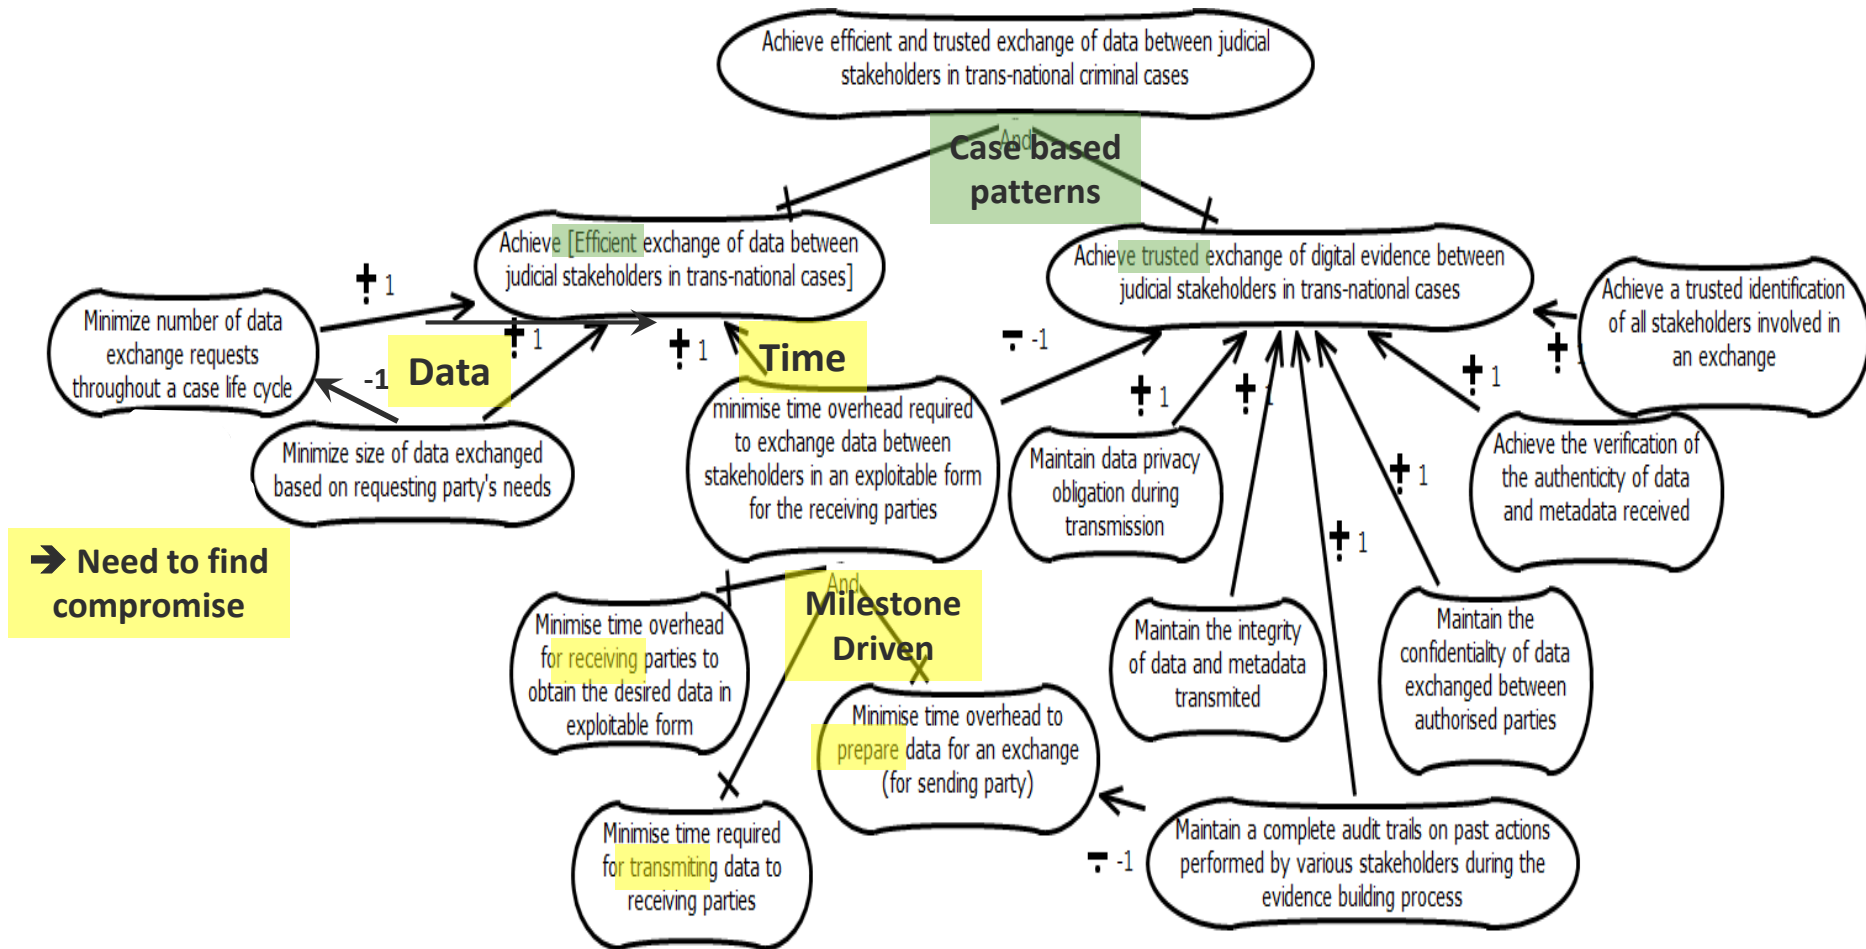 Achieve efficient and trusted exchange of data between judicial
stakeholders in trans-national criminal cases
And
Case based
patterns
Achieve [Efficient exchange of data between
judicial stakeholders in trans-national cases]
Achieve trusted exchange of digital evidence between
judicial stakeholders in trans-national cases
Achieve a trusted identification
of all stakeholders involved in
an exchange
+ 1
Minimize number of data
exchange requests
throughout a case life cycle
+ 1
+ 1
- -1
+ 1
-1
Data
Time
+ 1
+ 1
+ 1
Minimize size of data exchanged
based on requesting party's needs
minimise time overhead required
to exchange data between
stakeholders in an exploitable form
for the receiving parties
Maintain data privacy
obligation during
transmission
+ 1
Achieve the verification of
the authenticity of data
and metadata received
+ 1
➔ Need to find
compromise
And
Milestone
Driven
Minimise time overhead
for receiving parties to
obtain the desired data in
exploitable form
Maintain the integrity
of data and metadata
transmited
Maintain the
confidentiality of data
exchanged between
authorised parties
Minimise time overhead to
prepare data for an exchange
(for sending party)
Minimise time required
for transmiting data to
receiving parties
- -1
Maintain a complete audit trails on past actions
performed by various stakeholders during the
evidence building process